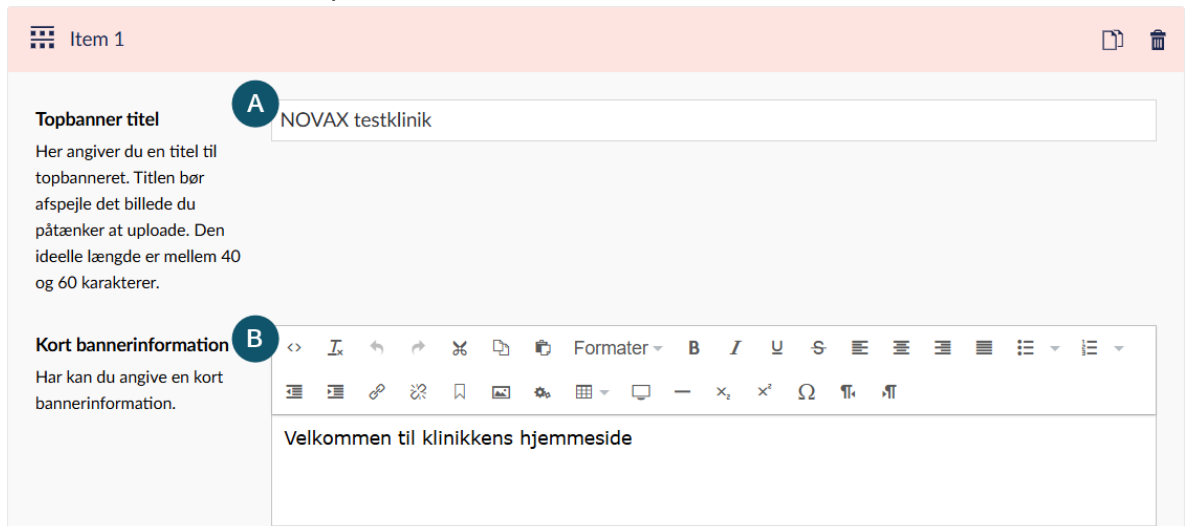 Item 1
A
Topbanner titel
NOVAX testklinik
Her angiver du en titel til
topbanneret. Titlen bør
afspejle det billede du
påtænker at uploade. Den
ideelle længde er mellem 40
og 60 karakterer.
B
Kort bannerinformation
Formater
B I U S
Har kan du angive en kort
bannerinformation.
x₂ x² Ω
Velkommen til klinikkens hjemmeside